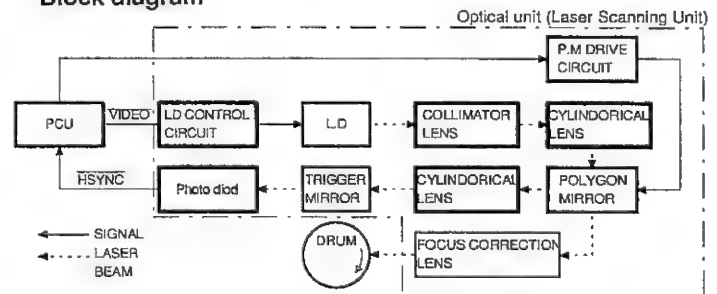 Block diagram
Optical unit (Laser Scanning Unit)
P.M DRIVE
CIRCUIT
PCU
VIDEO
LD CONTROL
CIRCUIT
L.D
COLLIMATOR
LENS
CYLINDORICAL
LENS
HSYNC
Photo diod
TRIGGER
MIRROR
CYLINDORICAL
LENS
POLYGON
MIRROR
SIGNAL
LASER
BEAM
DRUM
FOCUS CORRECTION
LENS